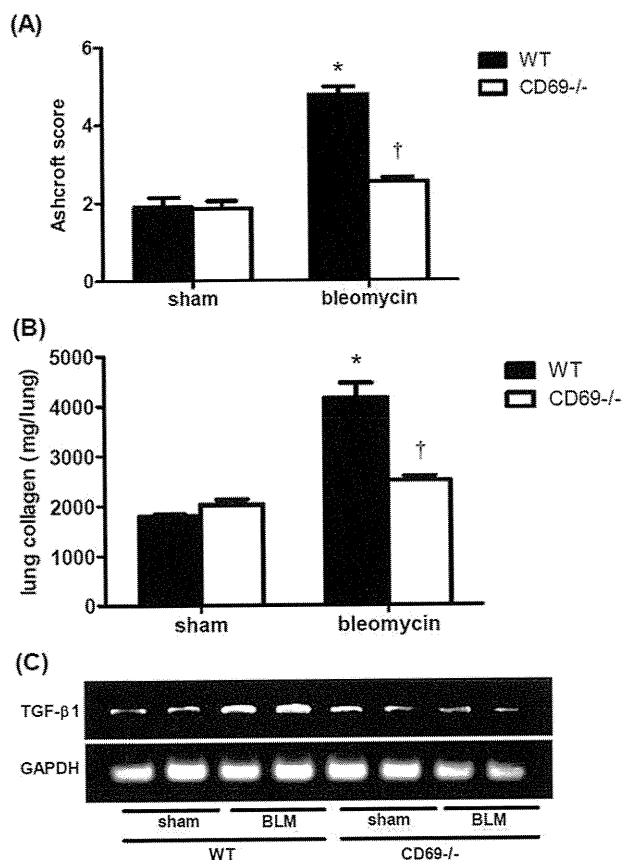 (A)
6
4
2
0
Ashcroft score
*
†
WT
CD69-/-
sham
bleomycin
(B)
5000
4000
3000
2000
1000
0
lung collagen (mg/lung)
*
†
WT
CD69-/-
sham
bleomycin
(C)
TGF-β1
GAPDH
sham
BLM
sham
BLM
WT
CD69-/-